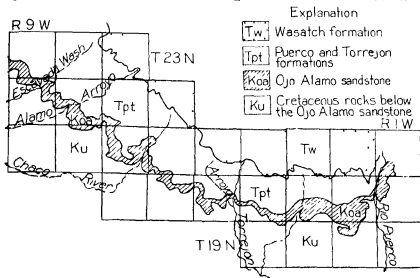 Explanation
R 9 W
Tw Wasatch formation
T 23 N
Tpt Puerco and Torrejon
formations
Koa Ojo Alamo sandstone
Ku Cretaceous rocks below
the Ojo Alamo sandstone
R I W
Escavada Wash
Arroyo
Tpt
Alamo
Koa
Ku
Tw
Chaco River
Arroyo
Torrejon
Tpt
Koa
Rio Puerco
T 19 N
Ku